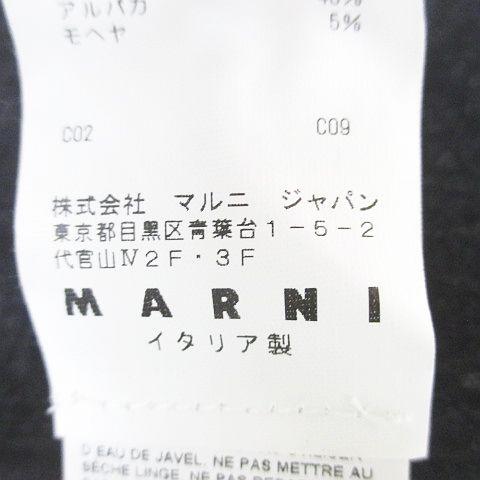 アルパカ
モヘヤ 5%
C02 C09
株式会社 マルニ ジャパン
東京都目黒区青葉台1-5-2
代官山Ⅳ2F・3F
MARNI
イタリア製
D'EAU DE JAVEL. NE PAS METTRE AU
SÈCHE LINGE. NE PAS